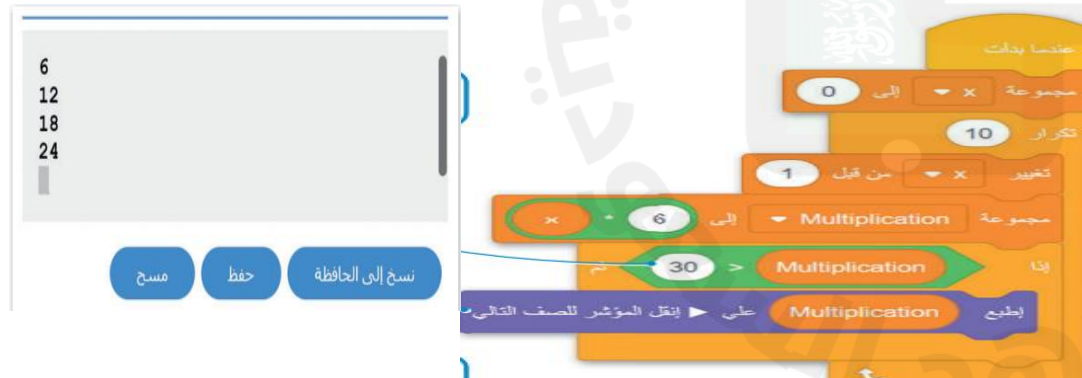 6
12
18
24
نسخ إلى الحافظة
حفظ
مسح
عندما بدأت
مجموعة x إلى 0
تكرار 10
تغيير x من قبل 1
مجموعة Multiplication إلى 6 * x
إذا Multiplication > 30 ثم
إطبع Multiplication علي ◄ إنقل المؤشر للصف التالي